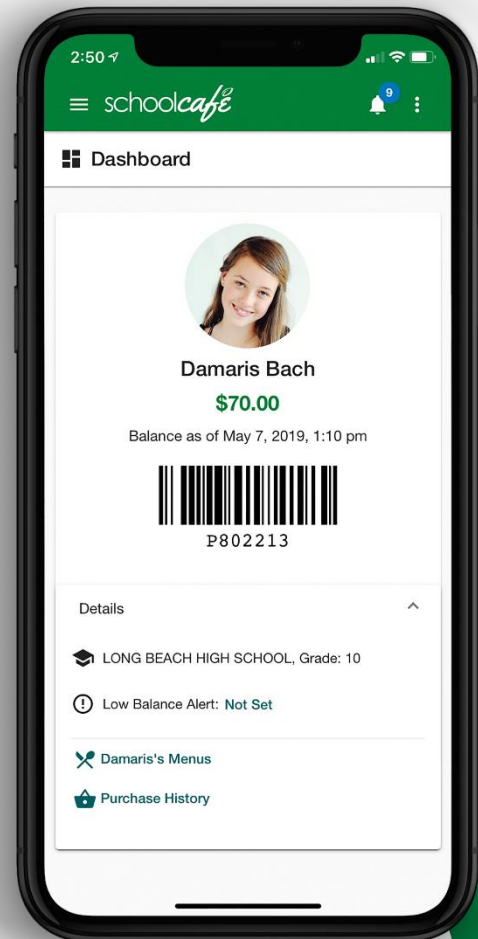 2:50
schoolcafé
9
Dashboard
Damaris Bach
$70.00
Balance as of May 7, 2019, 1:10 pm
P802213
Details
LONG BEACH HIGH SCHOOL, Grade: 10
Low Balance Alert: Not Set
Damaris's Menus
Purchase History